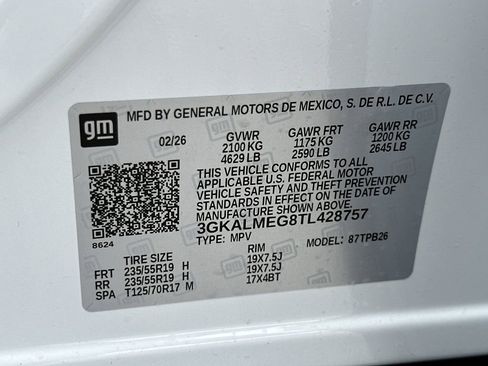 gm
MFD BY GENERAL MOTORS DE MEXICO, S. DE R.L. DE C.V.
02/26 GVWR GAWR FRT GAWR RR
2100 KG 1175 KG 1200 KG
4629 LB 2590 LB 2645 LB
THIS VEHICLE CONFORMS TO ALL
APPLICABLE U.S. FEDERAL MOTOR
VEHICLE SAFETY AND THEFT PREVENTION
STANDARDS IN EFFECT ON THE DATE OF
MANUFACTURE SHOWN ABOVE.
3GKALMEG8TL428757
8624 TYPE: MPV MODEL: 87TPB26
TIRE SIZE RIM
FRT 235/55R19 H 19X7.5J
RR 235/55R19 H 19X7.5J
SPA T125/70R17 M 17X4BT